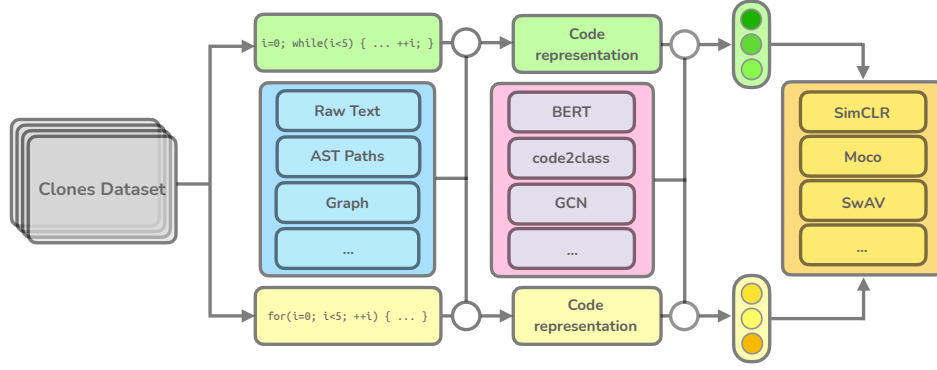 Clones Dataset
i=0; while(i<5) { ... ++i; }
Raw Text
AST Paths
Graph
...
for(i=0; i<5; ++i) { ... }
Code
representation
BERT
code2class
GCN
...
Code
representation
SimCLR
Moco
SwAV
...